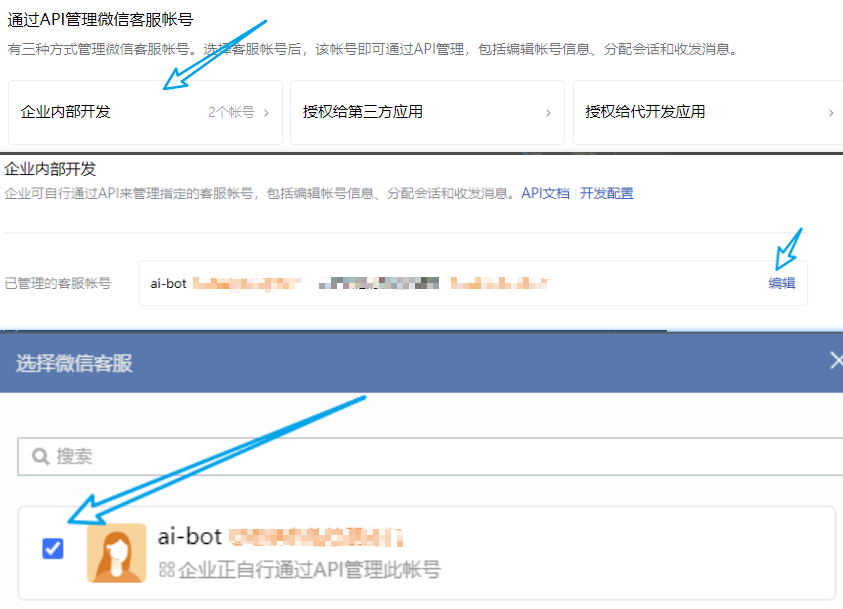 通过API管理微信客服帐号
有三种方式管理微信客服帐号。选择客服帐号后，该帐号即可通过API管理，包括编辑帐号信息、分配会话和收发消息。
企业内部开发 2个帐号 >
授权给第三方应用 >
授权给代开发应用 >
企业内部开发
企业可自行通过API来管理指定的客服帐号，包括编辑帐号信息、分配会话和收发消息。API文档 | 开发配置
已管理的客服帐号 ai-bot 编辑
选择微信客服
搜索
ai-bot
企业正自行通过API管理此帐号